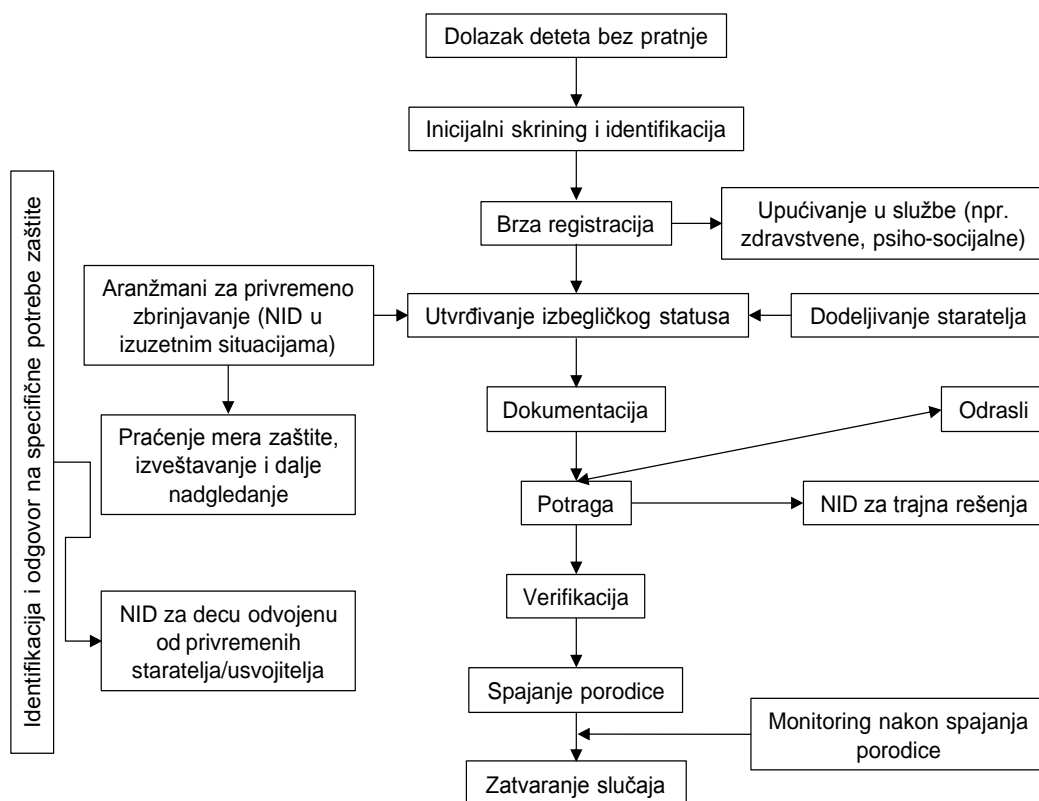 Dolazak deteta bez pratnje
Inicijalni skrining i identifikacija
Brza registracija
Upućivanje u službe (npr.
zdravstvene, psiho-socijalne)
Aranžmani za privremeno
zbrinjavanje (NID u
izuzetnim situacijama)
Utvrđivanje izbegličkog statusa
Dodeljivanje staratelja
Identifikacija i odgovor na specifične potrebe zaštite
Dokumentacija
Odrasli
Praćenje mera zaštite,
izveštavanje i dalje
nadgledanje
Potraga
NID za trajna rešenja
Verifikacija
NID za decu odvojenu
od privremenih
staratelja/usvojitelja
Spajanje porodice
Monitoring nakon spajanja
porodice
Zatvaranje slučaja